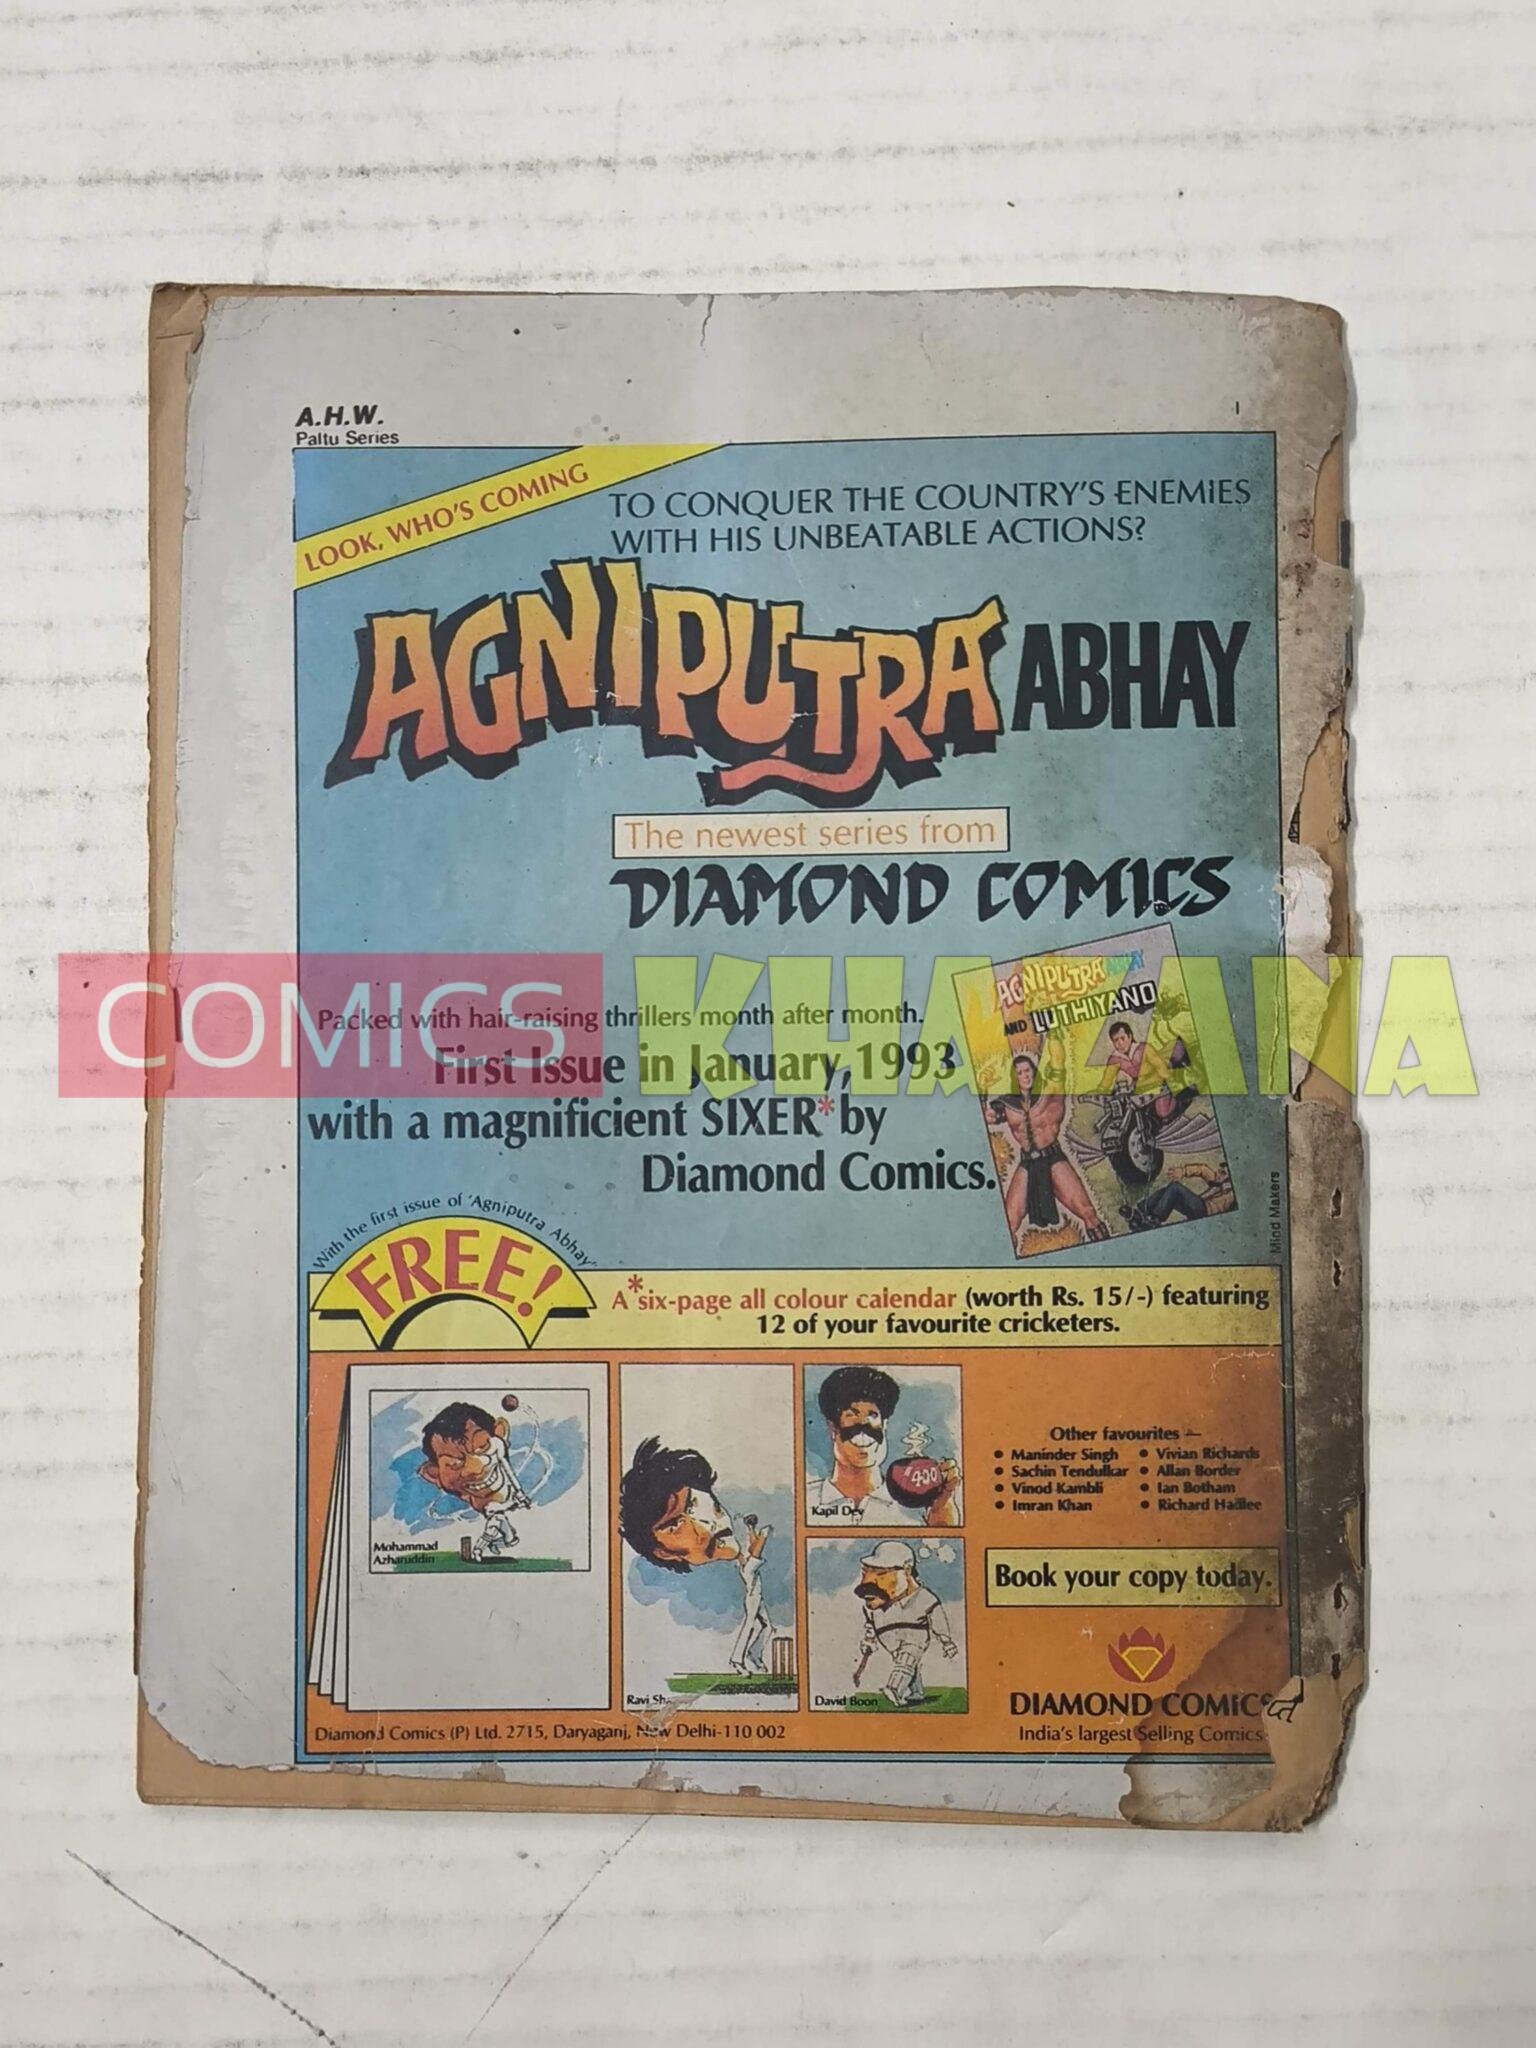 A.H.W.
Paltu Series
LOOK, WHO'S COMING
TO CONQUER THE COUNTRY'S ENEMIES
WITH HIS UNBEATABLE ACTIONS?
AGNIPUTRA ABHAY
The newest series from
DIAMOND COMICS
COMICS KHAZANA
AGNIPUTRA ABHAY
AND LUTHIYANO
Packed with hair-raising thrillers month after month.
First Issue in January, 1993
with a magnificient SIXER* by
Diamond Comics.
Mind Makers
With the first issue of 'Agniputra Abhay'
FREE!
A *six-page all colour calendar (worth Rs. 15/-) featuring
12 of your favourite cricketers.
Mohammad
Azharuddin
Ravi
Kapil Dev
400
David Boon
Other favourites –
• Maninder Singh • Vivian Richards
• Sachin Tendulkar • Allan Border
• Vinod Kambli • Ian Botham
• Imran Khan • Richard Hadlee
Book your copy today.
DIAMOND COMICS
India's largest Selling Comics
Diamond Comics (P) Ltd. 2715, Daryaganj, New Delhi-110 002